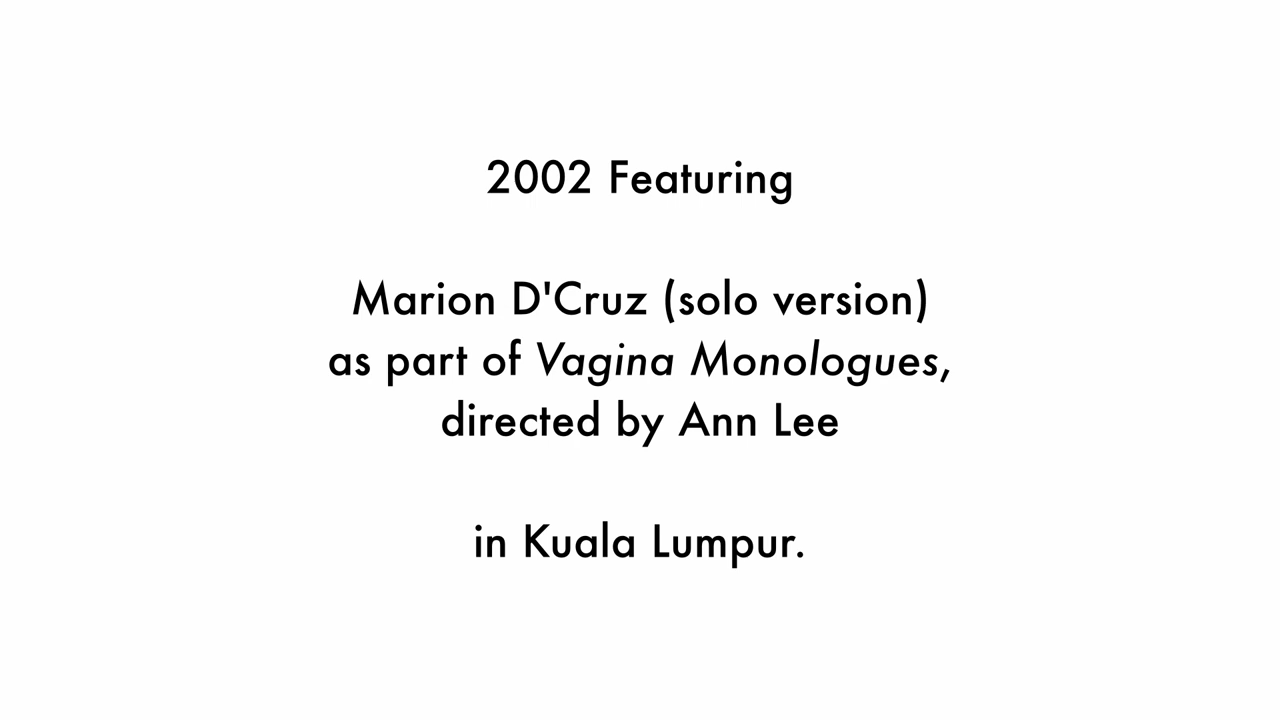 2002 Featuring
Marion D'Cruz (solo version)
as part of Vagina Monologues,
directed by Ann Lee
in Kuala Lumpur.